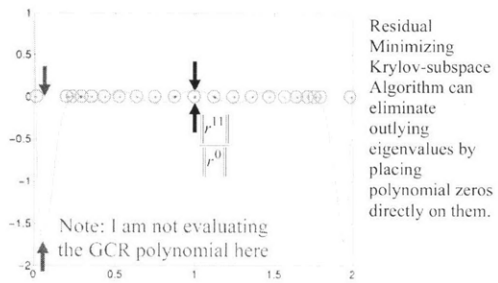 1
0.5
0
-0.5
-1
-1.5
-2
0
0.5
1
1.5
2
‖r¹¹‖
‖r⁰‖
Note: I am not evaluating
the GCR polynomial here
Residual
Minimizing
Krylov-subspace
Algorithm can
eliminate
outlying
eigenvalues by
placing
polynomial zeros
directly on them.